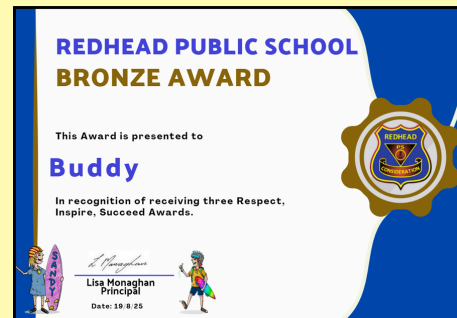 REDHEAD PUBLIC SCHOOL
BRONZE AWARD
This Award is presented to
Buddy
In recognition of receiving three Respect,
Inspire, Succeed Awards.
REDHEAD
PS
CONSIDERATION
SANDY
L Monaghan
Lisa Monaghan
Principal
Date: 19/8/25